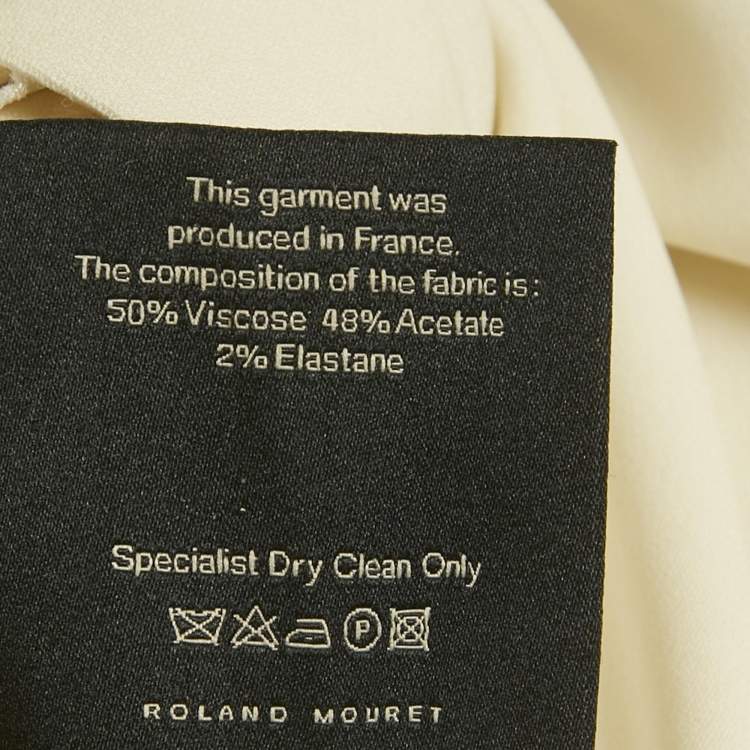 This garment was
produced in France.
The composition of the fabric is:
50% Viscose 48% Acetate
2% Elastane
Specialist Dry Clean Only
P
ROLAND MOURET